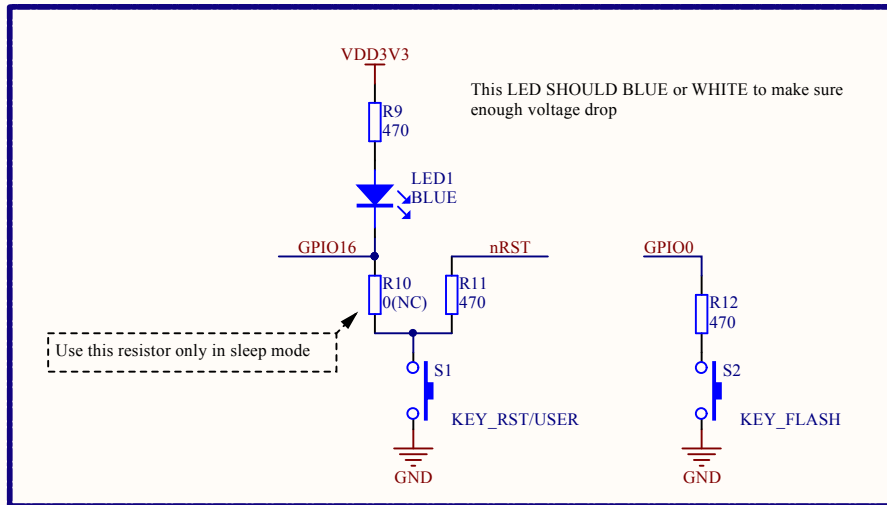 VDD3V3
This LED SHOULD BLUE or WHITE to make sure
enough voltage drop
R9
470
LED1
BLUE
GPIO16
nRST
GPIO0
R10
0(NC)
R11
470
R12
470
Use this resistor only in sleep mode
S1
S2
KEY_RST/USER
KEY_FLASH
GND
GND